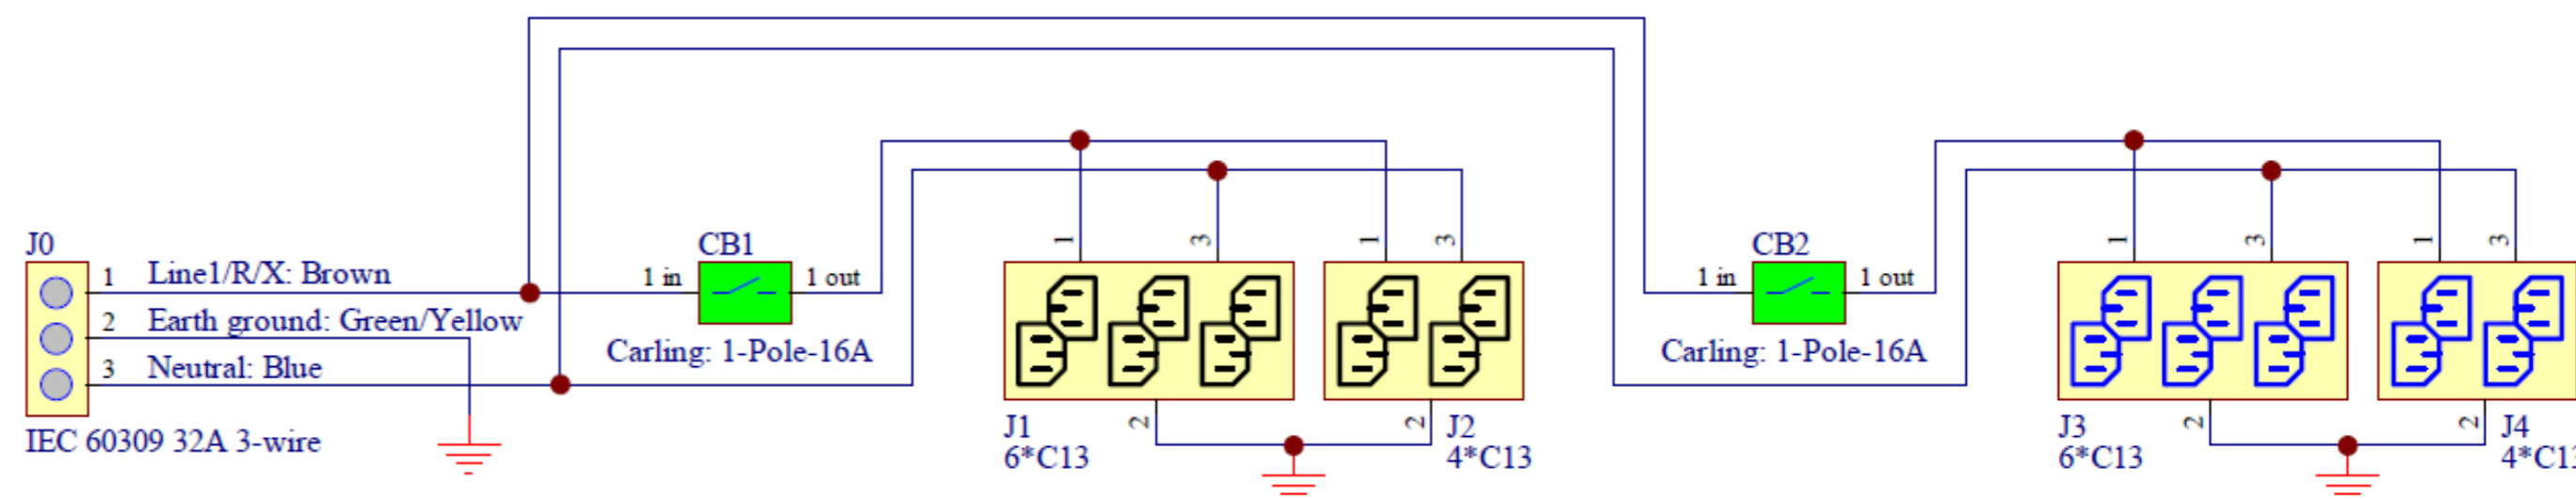 J0
1 Line1/R/X: Brown
2 Earth ground: Green/Yellow
3 Neutral: Blue
IEC 60309 32A 3-wire
CB1
1 in
1 out
Carling: 1-Pole-16A
1
3
1
3
2
J1
6*C13
2
J2
4*C13
CB2
1 in
1 out
Carling: 1-Pole-16A
1
3
1
3
2
J3
6*C13
2
J4